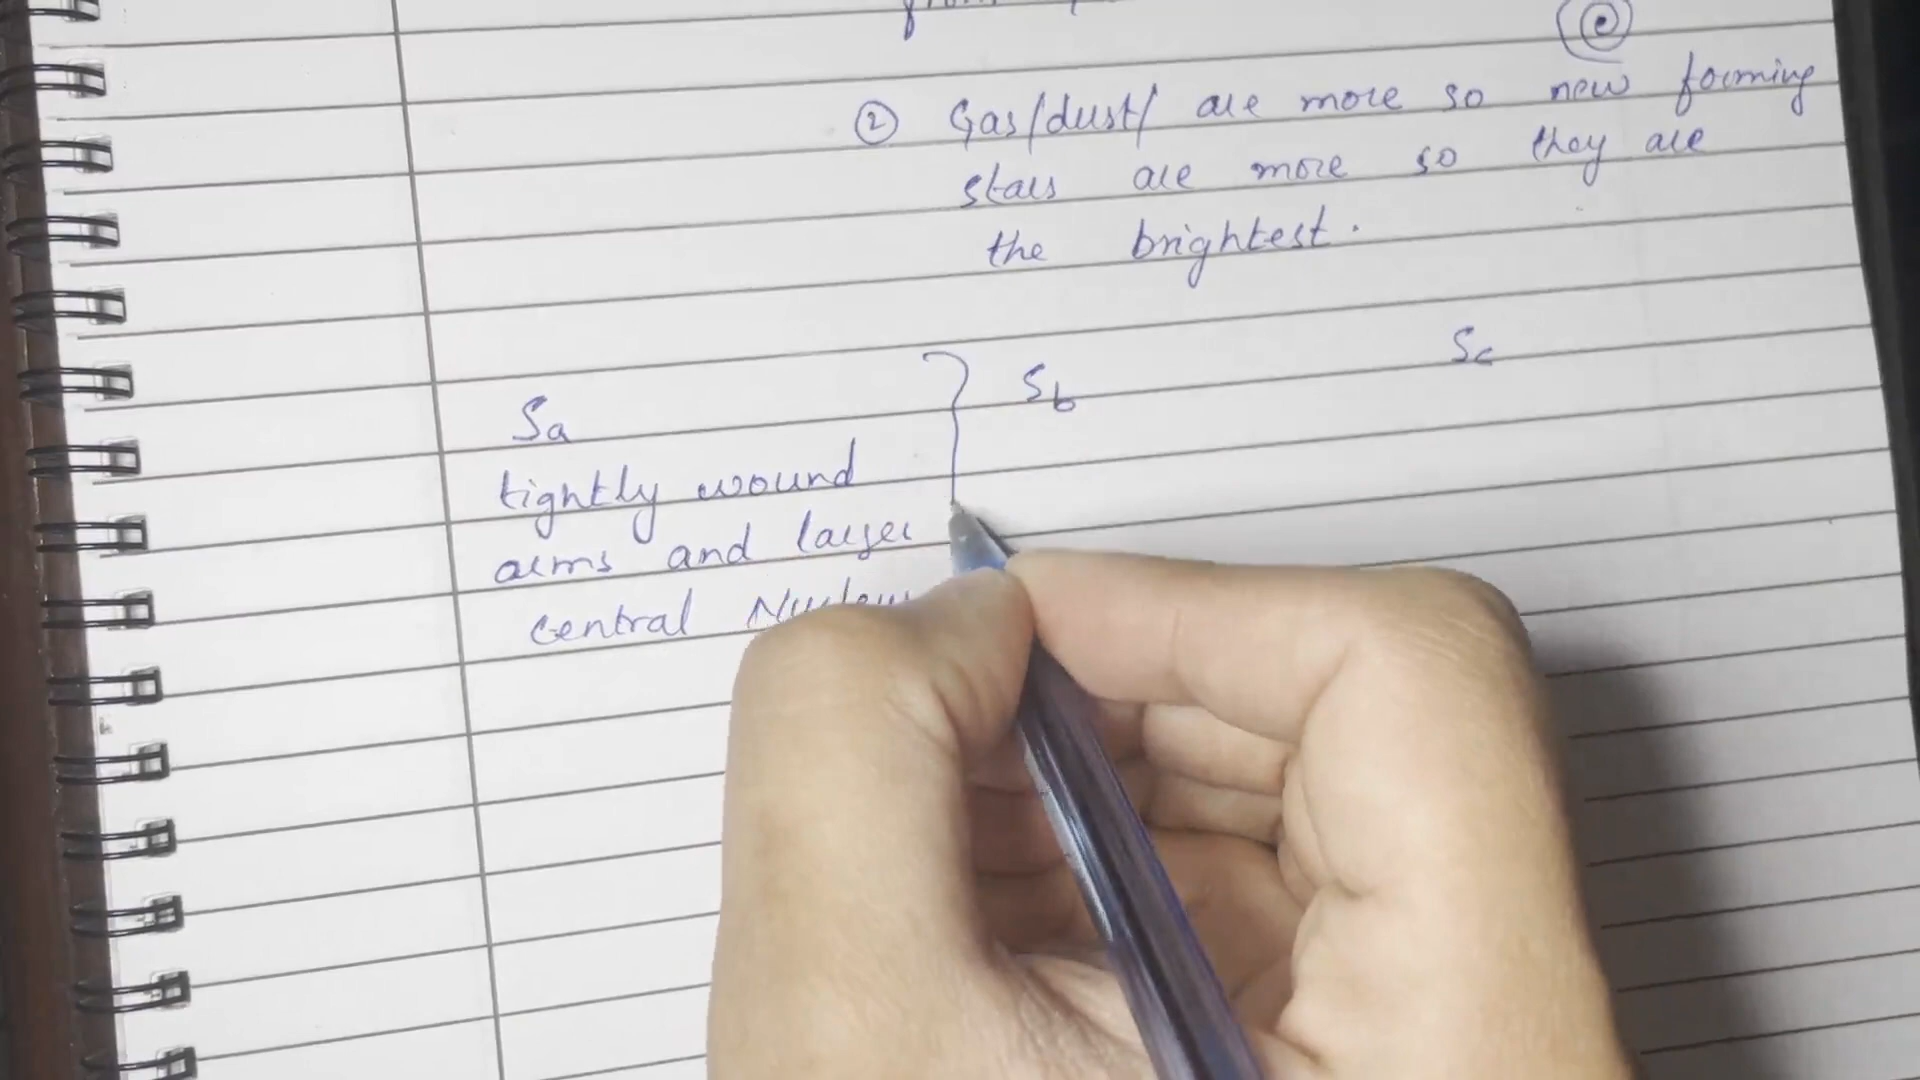 ② Gas/dust/ are more so new forming
stars are more so they are
the brightest.
Sa
Sb
Sc
tightly wound
arms and larger
central Nucleus